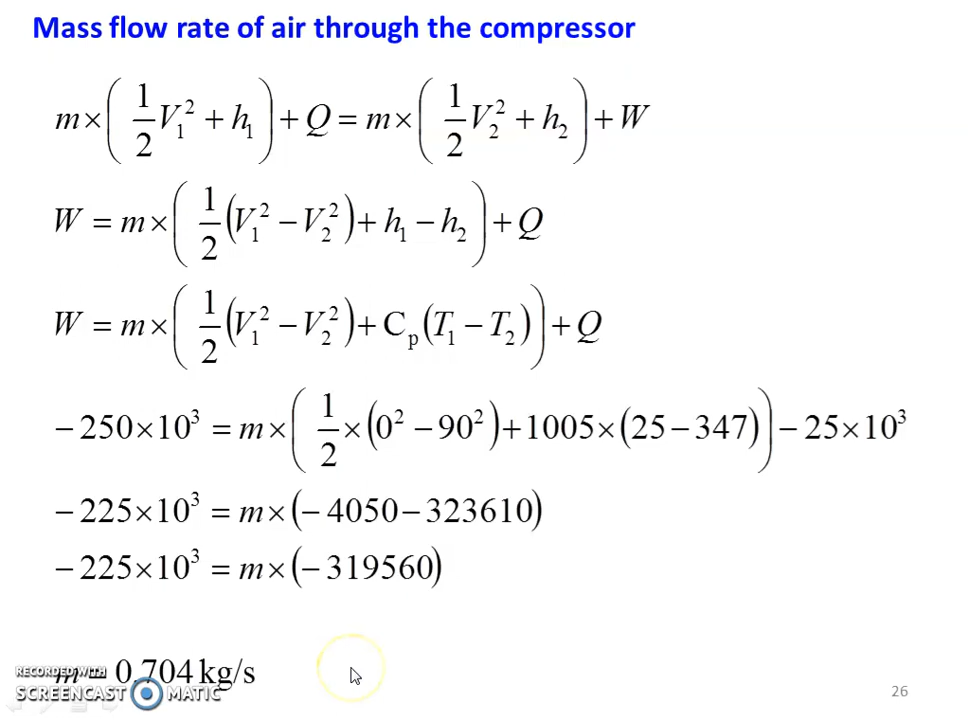 Mass flow rate of air through the compressor
m × ( 1/2 V₁² + h₁ ) + Q = m × ( 1/2 V₂² + h₂ ) + W
W = m × ( 1/2 (V₁² − V₂²) + h₁ − h₂ ) + Q
W = m × ( 1/2 (V₁² − V₂²) + Cp (T₁ − T₂) ) + Q
− 250 × 10³ = m × ( 1/2 × (0² − 90²) + 1005 × (25 − 347) ) − 25 × 10³
− 225 × 10³ = m × (− 4050 − 323610)
− 225 × 10³ = m × (− 319560)
m = 0.704 kg/s
RECORDED WITH
SCREENCAST MATIC
26